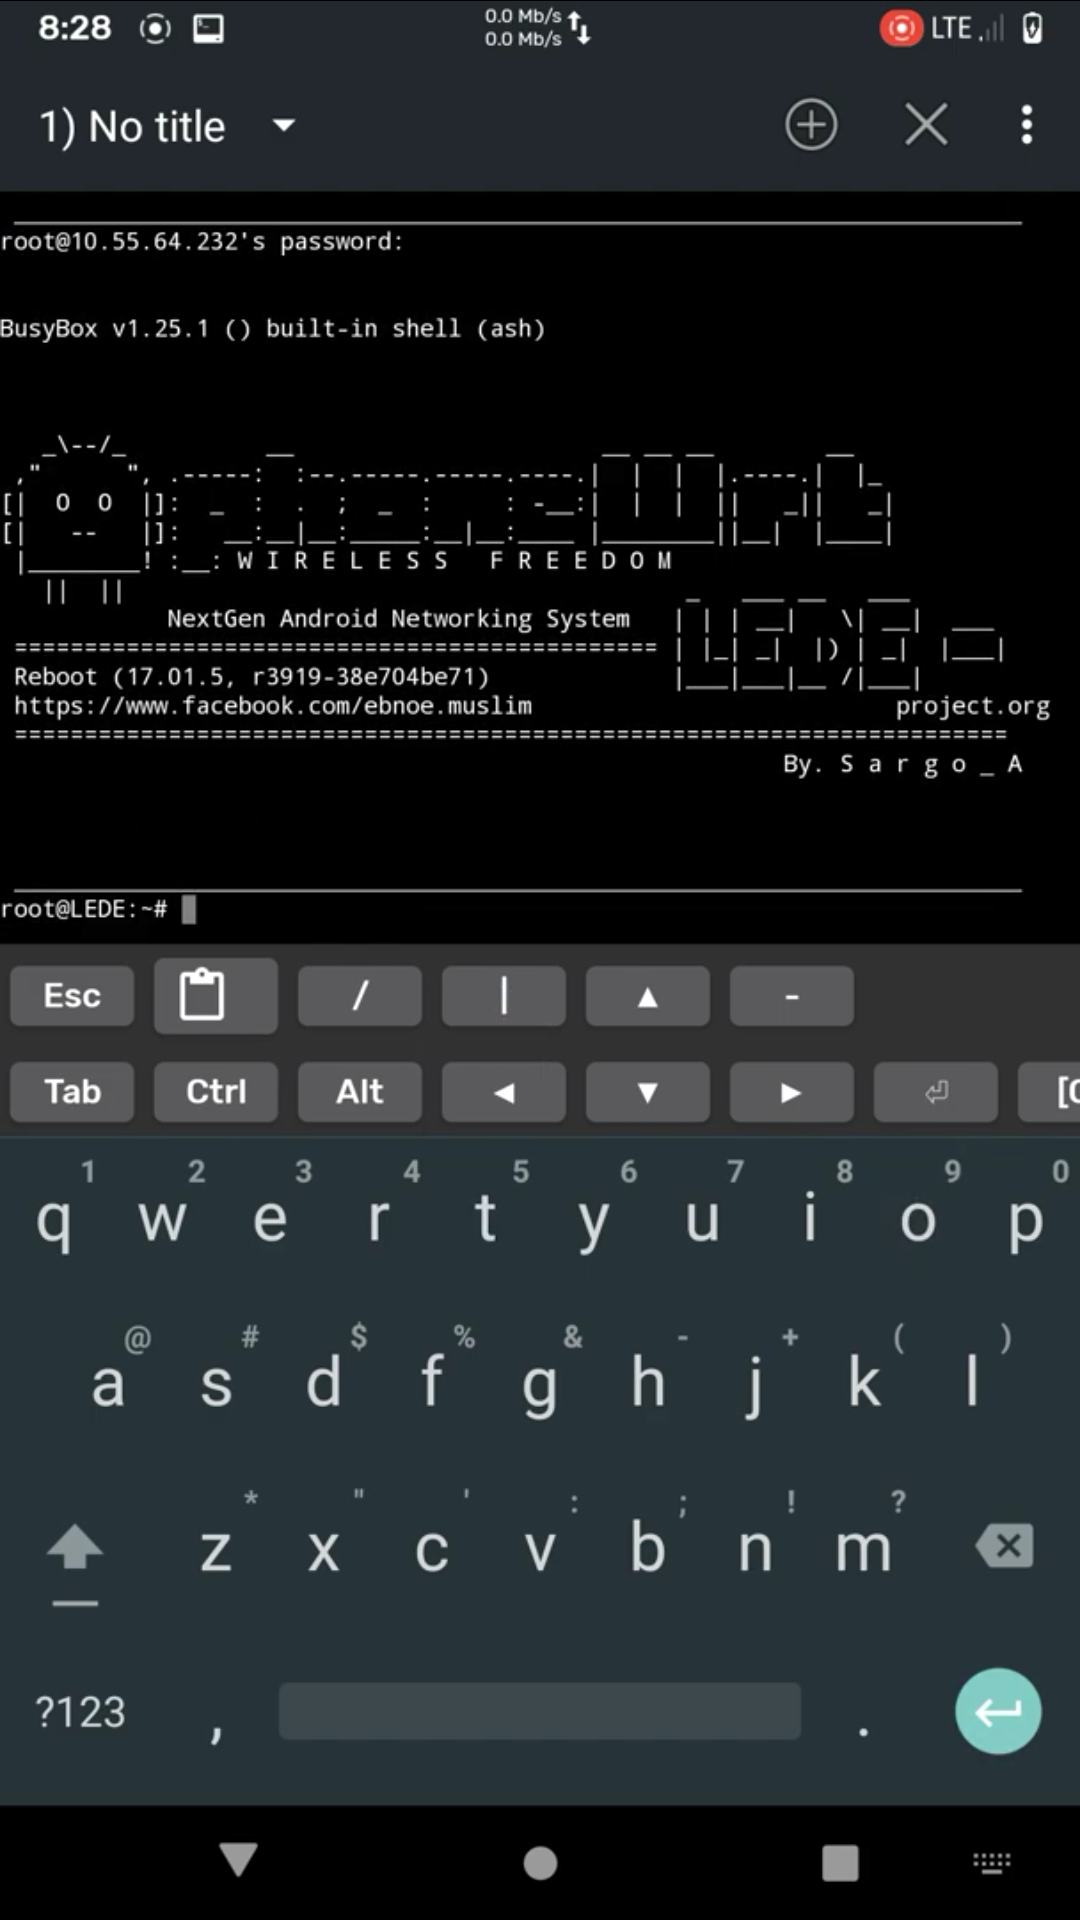 8:28
0.0 Mb/s
0.0 Mb/s
LTE
1) No title
root@10.55.64.232's password:
BusyBox v1.25.1 () built-in shell (ash)
phoneWrt
W I R E L E S S F R E E D O M
NextGen Android Networking System
LEDE
Reboot (17.01.5, r3919-38e704be71)
https://www.facebook.com/ebnoe.muslim
project.org
By. S a r g o _ A
root@LEDE:~#
Esc / | ▲ -
Tab Ctrl Alt ◄ ▼ ► ⏎ [C
1 2 3 4 5 6 7 8 9 0
q w e r t y u i o p
@ # $ % & - + ( )
a s d f g h j k l
* " ' : ; ! ?
z x c v b n m
?123 , .